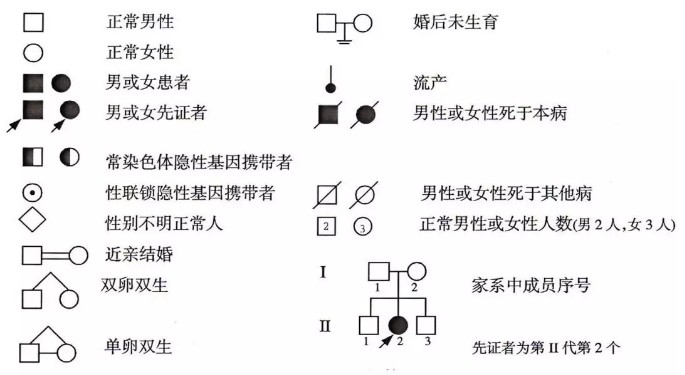 正常男性
正常女性
男或女患者
男或女先证者
常染色体隐性基因携带者
性联锁隐性基因携带者
性别不明正常人
近亲结婚
双卵双生
单卵双生
婚后未生育
流产
男性或女性死于本病
男性或女性死于其他病
2 3 正常男性或女性人数(男2人,女3人)
I
1 2
家系中成员序号
II
1 2 3
先证者为第II代第2个